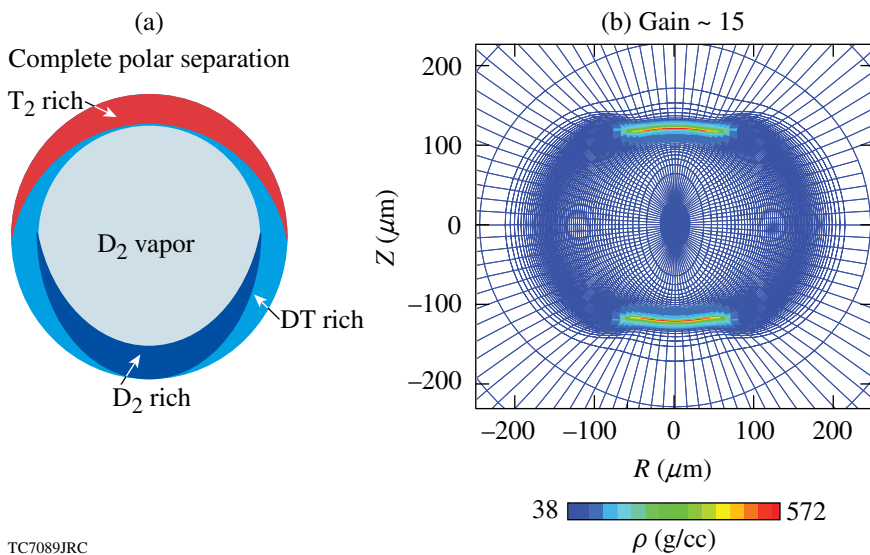 (a)
Complete polar separation
T2 rich
D2 vapor
DT rich
D2 rich
(b) Gain ~ 15
200
100
0
−100
−200
Z (μm)
−200 −100 0 100 200
R (μm)
38 572
ρ (g/cc)
TC7089JRC